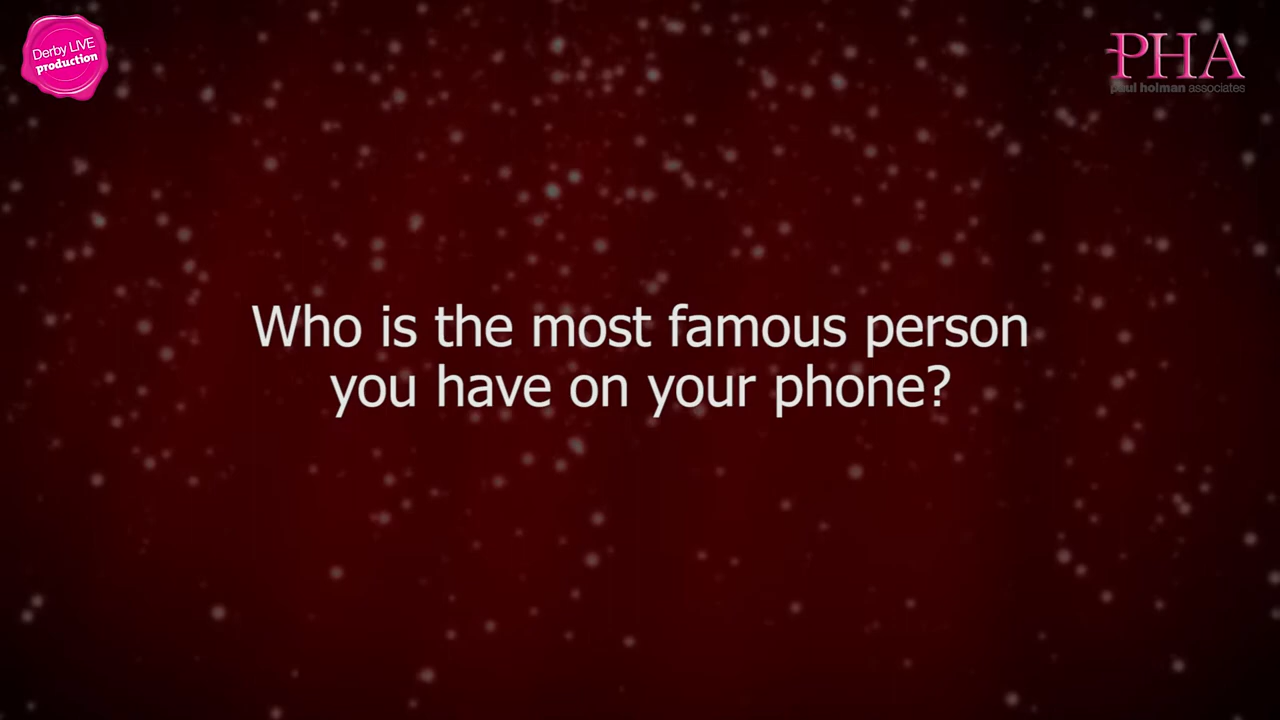 Derby LIVE
production
PHA
paul holman associates
Who is the most famous person
you have on your phone?